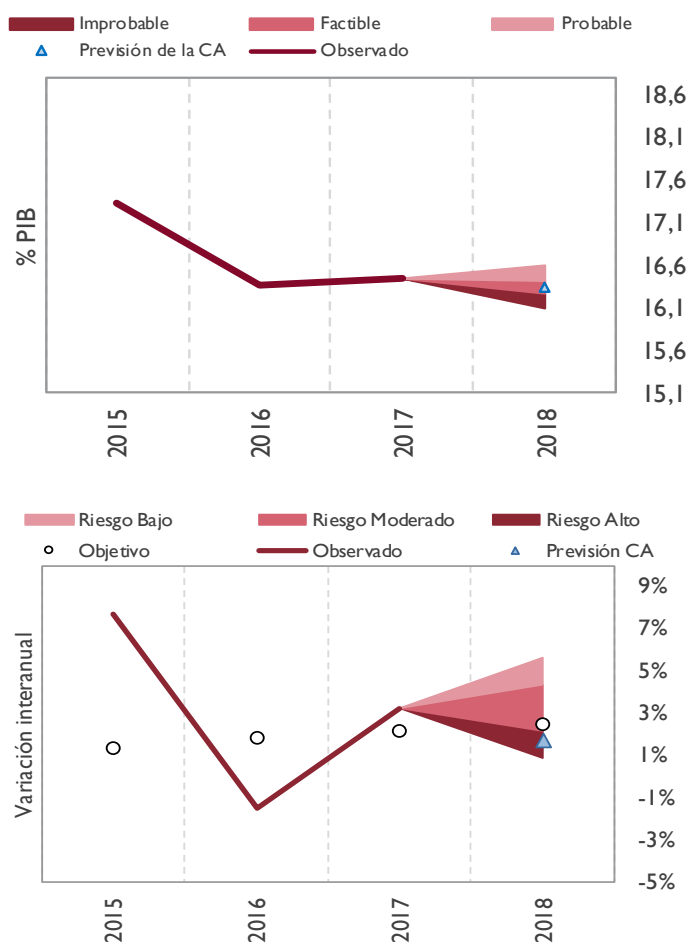 Improbable Factible Probable
Previsión de la CA Observado
% PIB
18,6
18,1
17,6
17,1
16,6
16,1
15,6
15,1
2015 2016 2017 2018
Riesgo Bajo Riesgo Moderado Riesgo Alto
Objetivo Observado Previsión CA
Variación interanual
9%
7%
5%
3%
1%
-1%
-3%
-5%
2015 2016 2017 2018